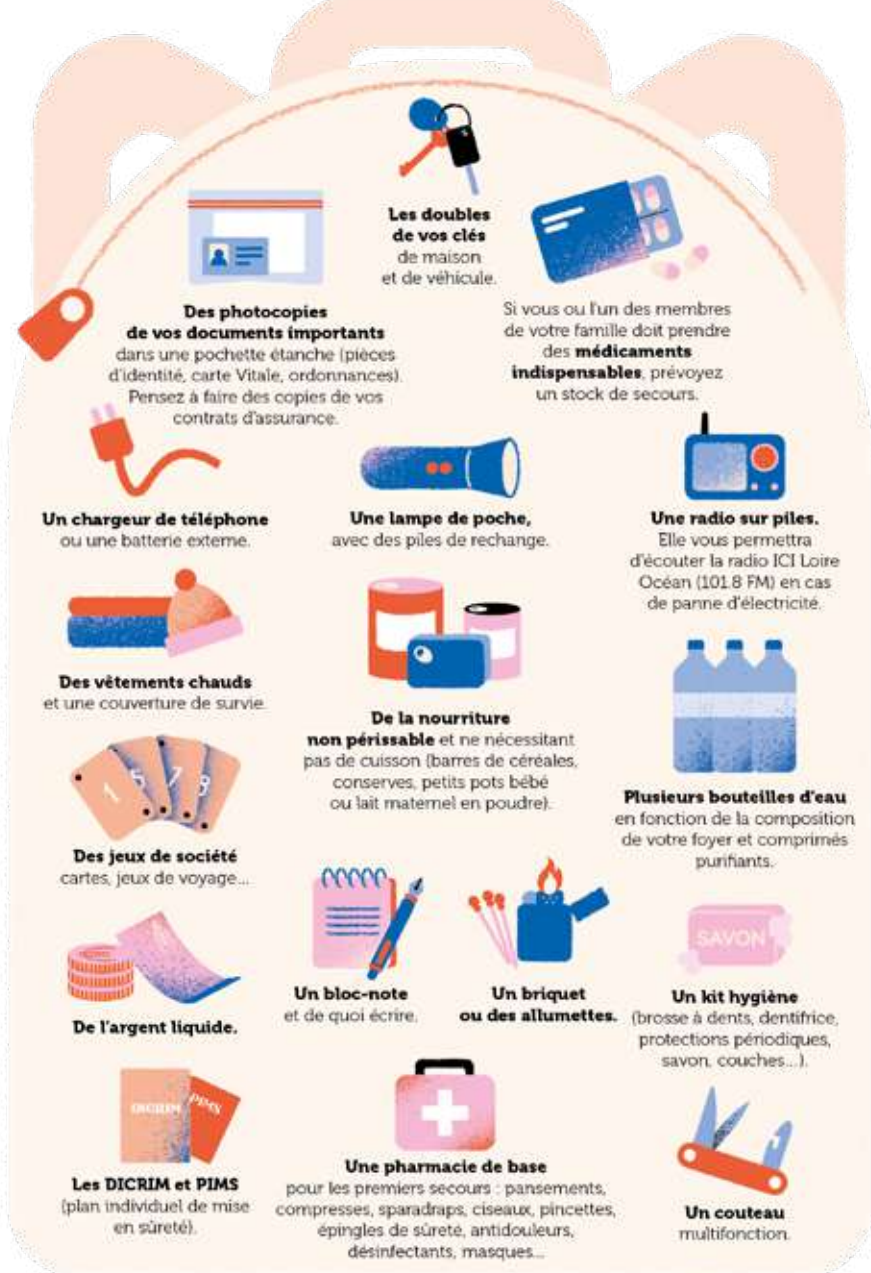 Les doubles
de vos clés
de maison
et de véhicule.
Des photocopies
de vos documents importants
dans une pochette étanche (pièces
d'identité, carte Vitale, ordonnances).
Pensez à faire des copies de vos
contrats d'assurance.
Si vous ou l'un des membres
de votre famille doit prendre
des médicaments
indispensables, prévoyez
un stock de secours.
Un chargeur de téléphone
ou une batterie externe.
Une lampe de poche,
avec des piles de rechange.
Une radio sur piles.
Elle vous permettra
d'écouter la radio ICI Loire
Océan (101.8 FM) en cas
de panne d'électricité.
Des vêtements chauds
et une couverture de survie.
De la nourriture
non périssable et ne nécessitant
pas de cuisson (barres de céréales,
conserves, petits pots bébé
ou lait maternel en poudre).
Plusieurs bouteilles d'eau
en fonction de la composition
de votre foyer et comprimés
purifiants.
1 5 7 8
Des jeux de société
cartes, jeux de voyage...
De l'argent liquide.
Un bloc-note
et de quoi écrire.
Un briquet
ou des allumettes.
SAVON
Un kit hygiène
(brosse à dents, dentifrice,
protections périodiques,
savon, couches...).
DICRIM
PIMS
Les DICRIM et PIMS
(plan individuel de mise
en sûreté).
Une pharmacie de base
pour les premiers secours : pansements,
compresses, sparadraps, ciseaux, pincettes,
épingles de sûreté, antidouleurs,
désinfectants, masques...
Un couteau
multifonction.